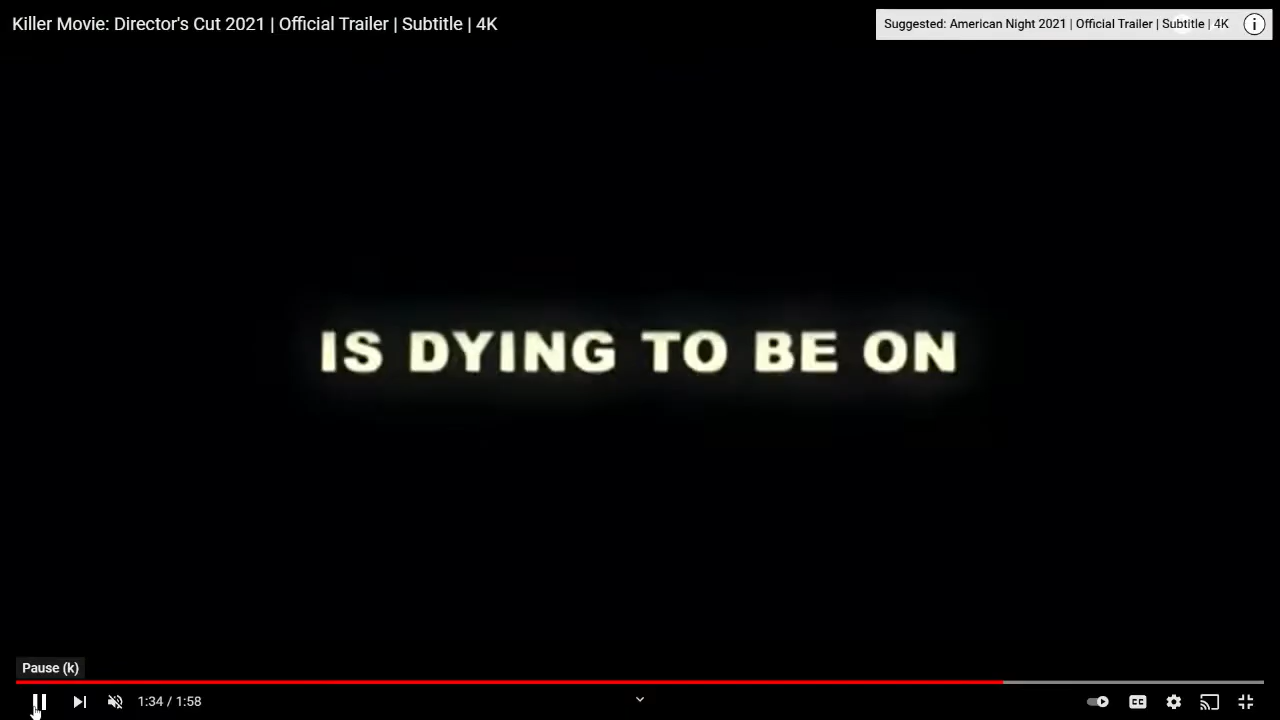 Killer Movie: Director's Cut 2021 | Official Trailer | Subtitle | 4K
Suggested: American Night 2021 | Official Trailer | Subtitle | 4K
IS DYING TO BE ON
Pause (k)
1:34 / 1:58
CC